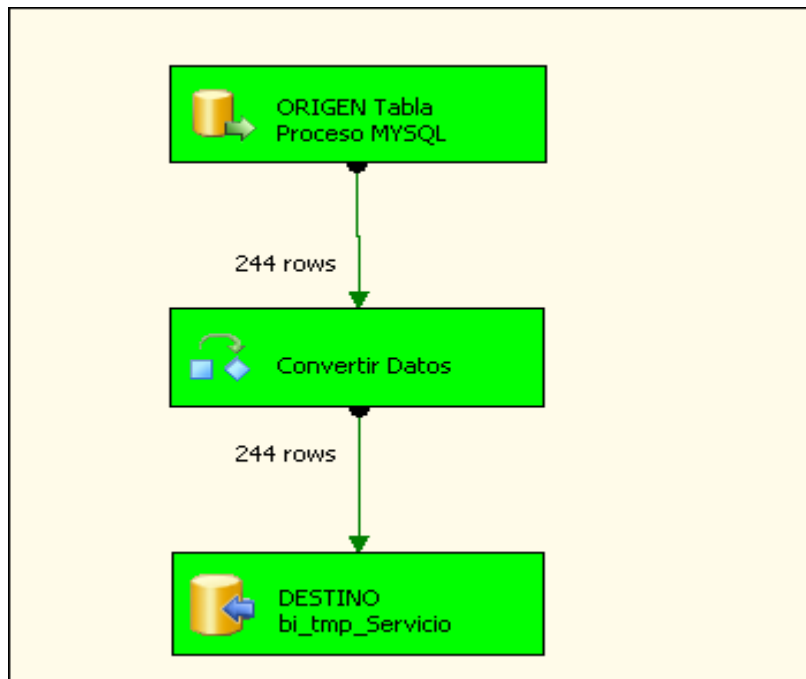 ORIGEN Tabla
Proceso MYSQL
244 rows
Convertir Datos
244 rows
DESTINO
bi_tmp_Servicio